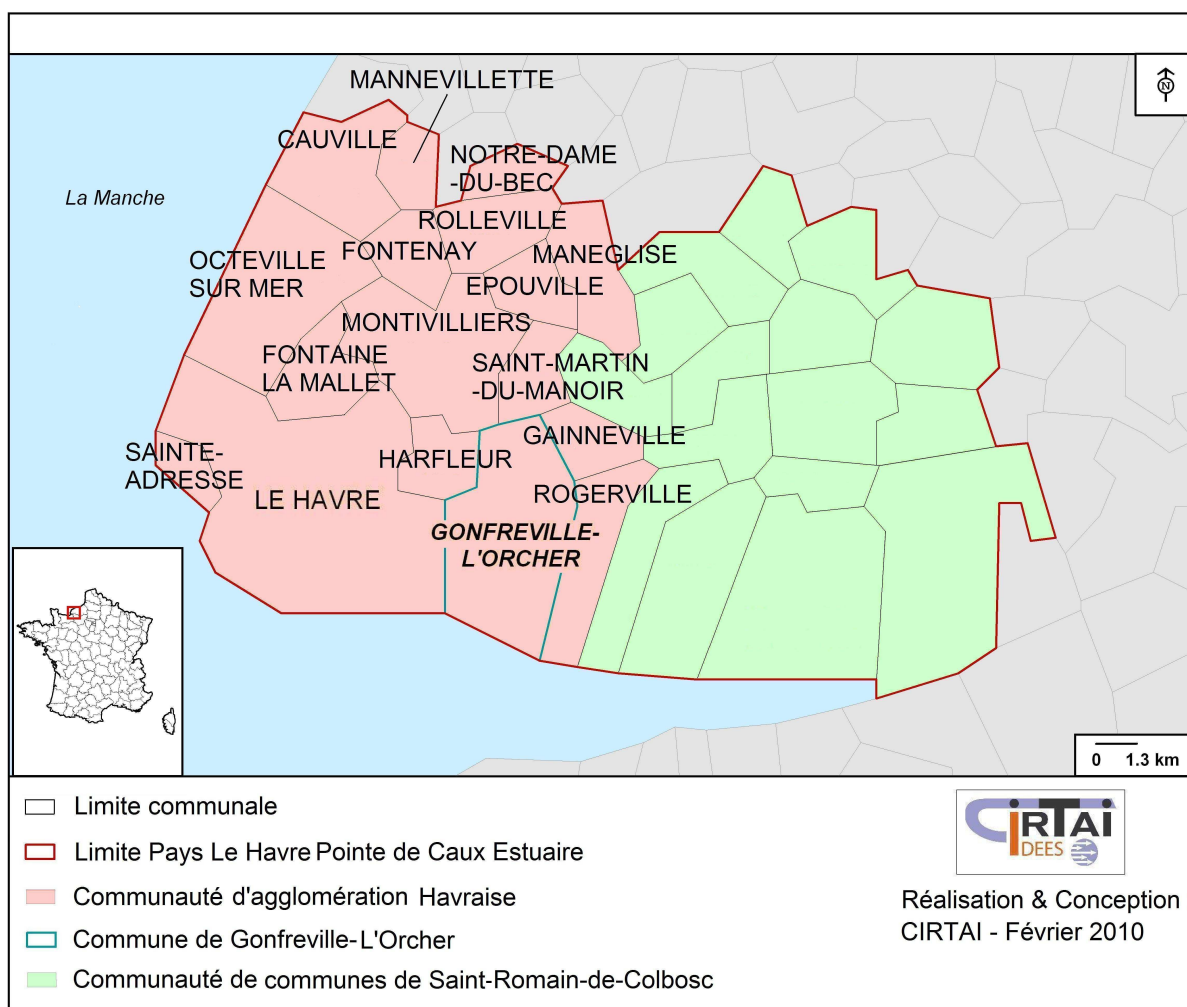 MANNEVILLETTE
CAUVILLE
NOTRE-DAME
-DU-BEC
La Manche
ROLLEVILLE
FONTENAY
MANEGLISE
OCTEVILLE
SUR MER
EPOUVILLE
MONTIVILLIERS
FONTAINE
LA MALLET
SAINT-MARTIN
-DU-MANOIR
GAINNEVILLE
SAINTE-
ADRESSE
HARFLEUR
LE HAVRE
ROGERVILLE
GONFREVILLE-
L'ORCHER
N
0 1.3 km
Limite communale
Limite Pays Le Havre Pointe de Caux Estuaire
Communauté d'agglomération Havraise
Commune de Gonfreville-L'Orcher
Communauté de communes de Saint-Romain-de-Colbosc
CIRTAI
IDEES
Réalisation & Conception
CIRTAI - Février 2010